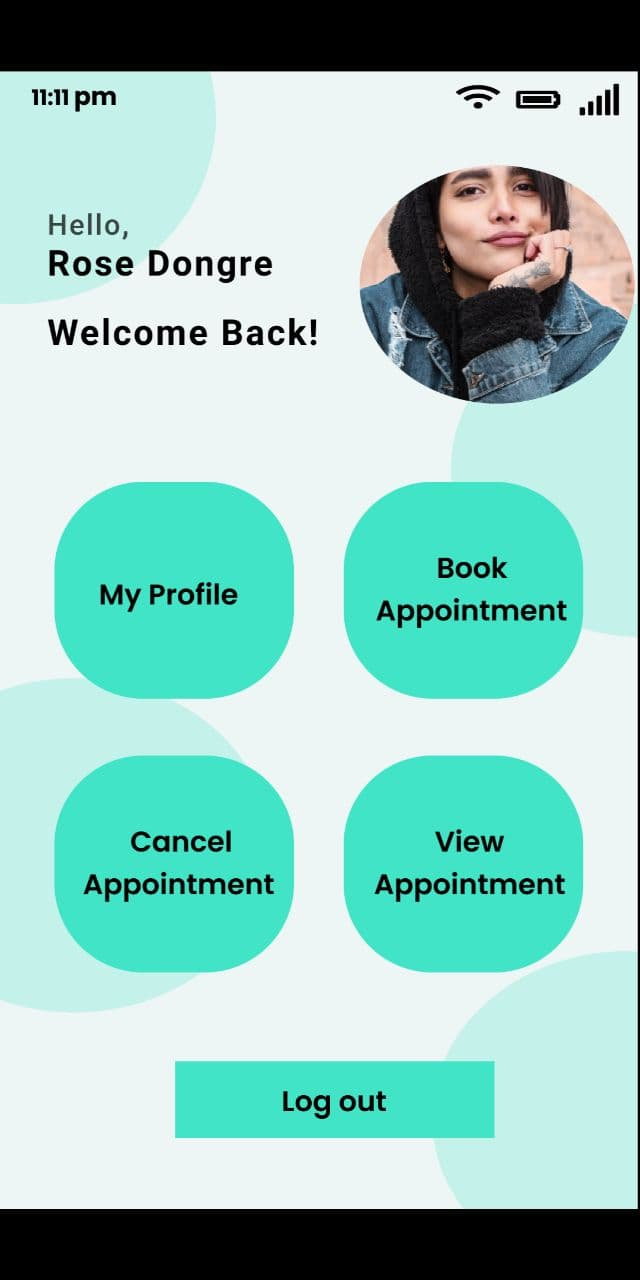 11:11 pm
Hello,
Rose Dongre
Welcome Back!
My Profile
Book
Appointment
Cancel
Appointment
View
Appointment
Log out